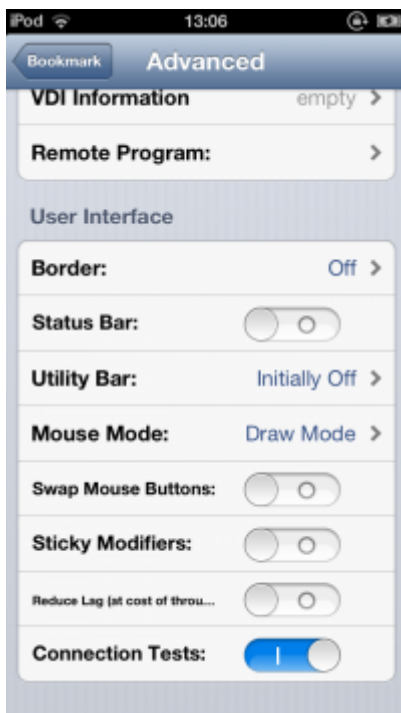 iPod 13:06
Bookmark Advanced
VDI Information empty
Remote Program:
User Interface
Border: Off
Status Bar:
Utility Bar: Initially Off
Mouse Mode: Draw Mode
Swap Mouse Buttons:
Sticky Modifiers:
Reduce Lag (at cost of throu...
Connection Tests: